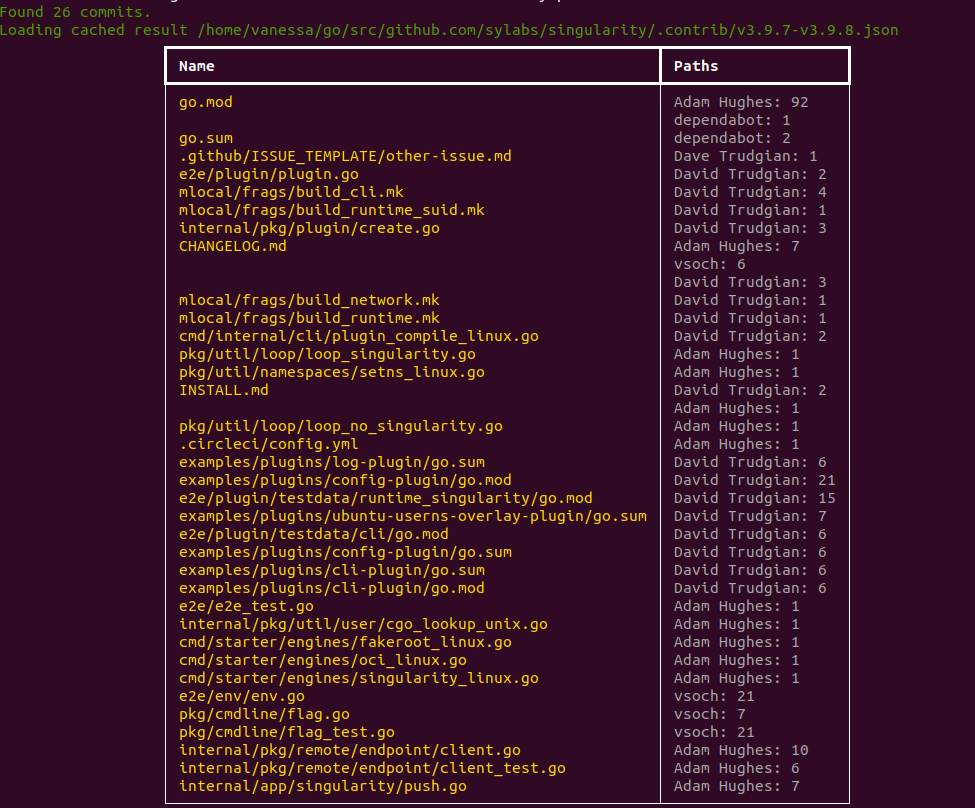 Found 26 commits.
Loading cached result /home/vanessa/go/src/github.com/sylabs/singularity/.contrib/v3.9.7-v3.9.8.json
Name Paths
go.mod Adam Hughes: 92
dependabot: 1
go.sum dependabot: 2
.github/ISSUE_TEMPLATE/other-issue.md Dave Trudgian: 1
e2e/plugin/plugin.go David Trudgian: 2
mlocal/frags/build_cli.mk David Trudgian: 4
mlocal/frags/build_runtime_suid.mk David Trudgian: 1
internal/pkg/plugin/create.go David Trudgian: 3
CHANGELOG.md Adam Hughes: 7
vsoch: 6
David Trudgian: 3
mlocal/frags/build_network.mk David Trudgian: 1
mlocal/frags/build_runtime.mk David Trudgian: 1
cmd/internal/cli/plugin_compile_linux.go David Trudgian: 2
pkg/util/loop/loop_singularity.go Adam Hughes: 1
pkg/util/namespaces/setns_linux.go Adam Hughes: 1
INSTALL.md David Trudgian: 2
Adam Hughes: 1
pkg/util/loop/loop_no_singularity.go Adam Hughes: 1
.circleci/config.yml Adam Hughes: 1
examples/plugins/log-plugin/go.sum David Trudgian: 6
examples/plugins/config-plugin/go.mod David Trudgian: 21
e2e/plugin/testdata/runtime_singularity/go.mod David Trudgian: 15
examples/plugins/ubuntu-userns-overlay-plugin/go.sum David Trudgian: 7
e2e/plugin/testdata/cli/go.mod David Trudgian: 6
examples/plugins/config-plugin/go.sum David Trudgian: 6
examples/plugins/cli-plugin/go.sum David Trudgian: 6
examples/plugins/cli-plugin/go.mod David Trudgian: 6
e2e/e2e_test.go Adam Hughes: 1
internal/pkg/util/user/cgo_lookup_unix.go Adam Hughes: 1
cmd/starter/engines/fakeroot_linux.go Adam Hughes: 1
cmd/starter/engines/oci_linux.go Adam Hughes: 1
cmd/starter/engines/singularity_linux.go Adam Hughes: 1
e2e/env/env.go vsoch: 21
pkg/cmdline/flag.go vsoch: 7
pkg/cmdline/flag_test.go vsoch: 21
internal/pkg/remote/endpoint/client.go Adam Hughes: 10
internal/pkg/remote/endpoint/client_test.go Adam Hughes: 6
internal/app/singularity/push.go Adam Hughes: 7